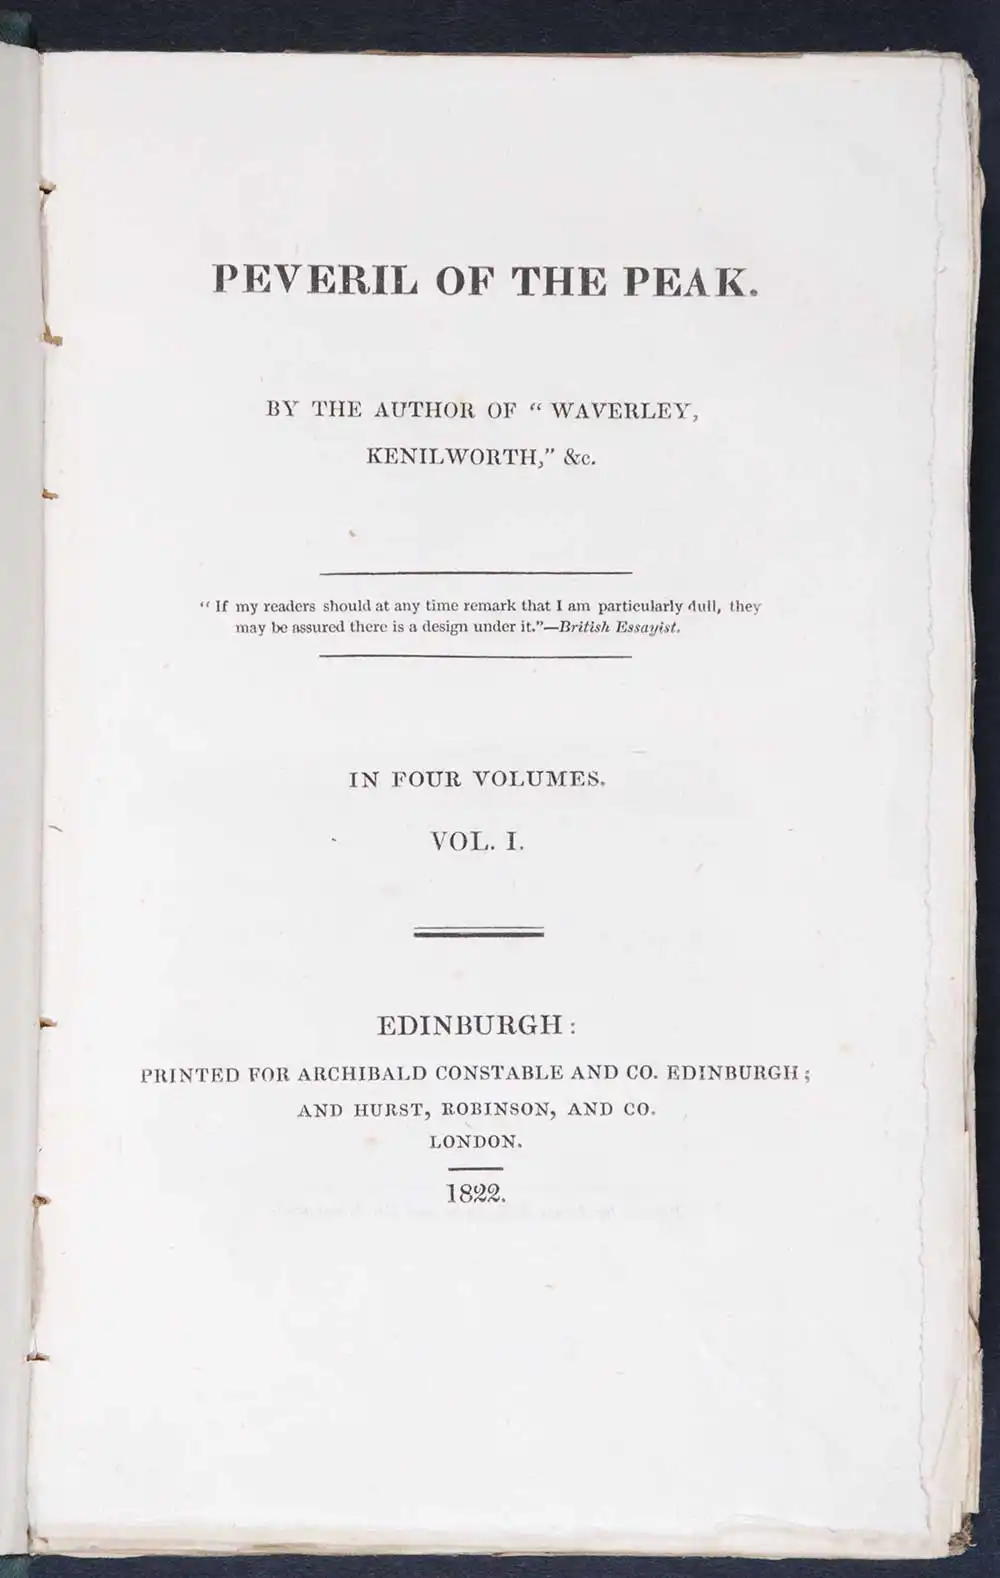 PEVERIL OF THE PEAK.
BY THE AUTHOR OF “ WAVERLEY,
KENILWORTH,” &c.
“ If my readers should at any time remark that I am particularly dull, they
may be assured there is a design under it.”—British Essayist.
IN FOUR VOLUMES.
VOL. I.
EDINBURGH:
PRINTED FOR ARCHIBALD CONSTABLE AND CO. EDINBURGH;
AND HURST, ROBINSON, AND CO.
LONDON.
1822.